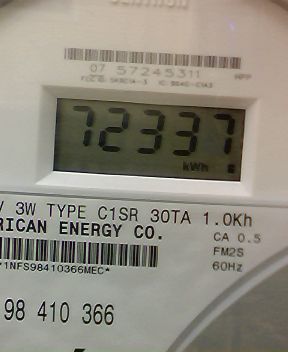 CENTRON
07 57245311
72337
kWh
V 3W TYPE C1SR 30TA 1.0Kh
RICAN ENERGY CO.
CA 0.5
FM2S
60Hz
*1NFS98410366MEC*
98 410 366